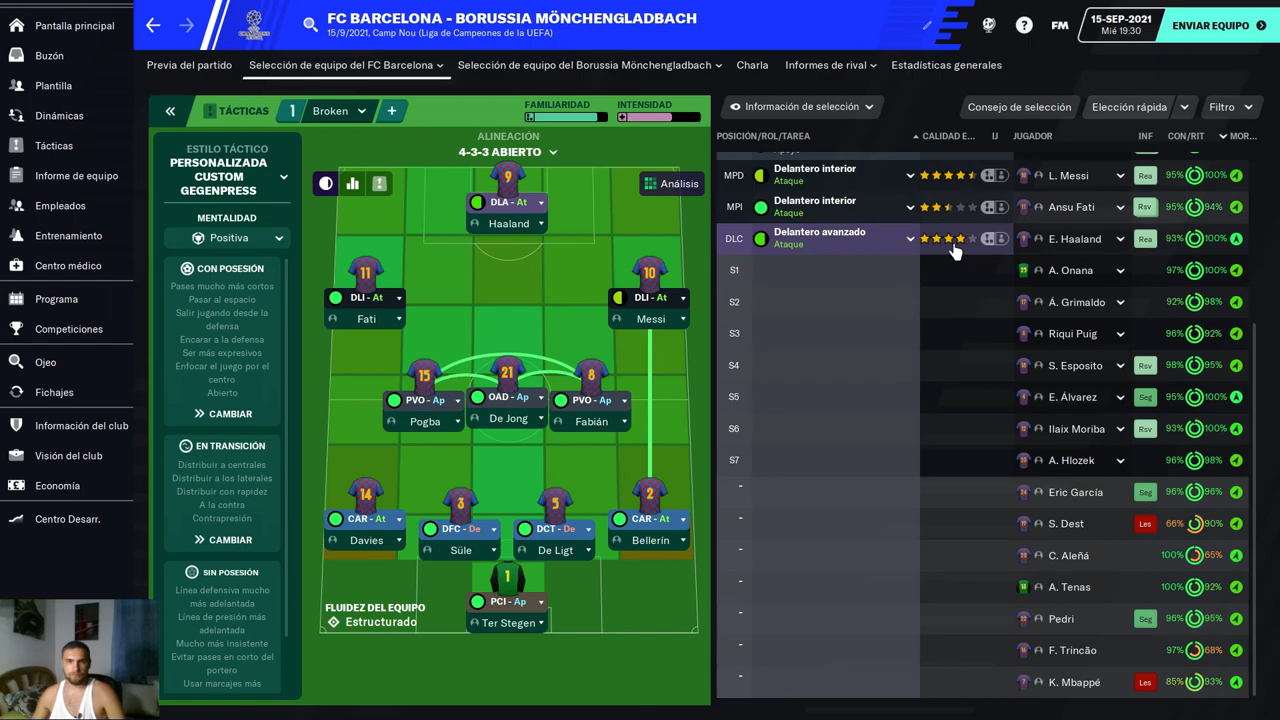 Pantalla principal
Buzón
Plantilla
Dinámicas
Tácticas
Informe de equipo
Empleados
Entrenamiento
Centro médico
Programa
Competiciones
Ojeo
Fichajes
Información del club
Visión del club
Economía
Centro Desarr.
FC BARCELONA - BORUSSIA MÖNCHENGLADBACH
15/9/2021, Camp Nou (Liga de Campeones de la UEFA)
FM
15-SEP-2021
Mié 19:30
ENVIAR EQUIPO
Previa del partido
Selección de equipo del FC Barcelona
Selección de equipo del Borussia Mönchengladbach
Charla
Informes de rival
Estadísticas generales
TÁCTICAS
1
Broken
FAMILIARIDAD
INTENSIDAD
ESTILO TÁCTICO
PERSONALIZADA
CUSTOM
GEGENPRESS
MENTALIDAD
Positiva
CON POSESIÓN
Pases mucho más cortos
Pasar al espacio
Salir jugando desde la
defensa
Encarar a la defensa
Ser más expresivos
Enfocar el juego por el
centro
Abierto
CAMBIAR
EN TRANSICIÓN
Distribuir a centrales
Distribuir a los laterales
Distribuir con rapidez
A la contra
Contrapresión
CAMBIAR
SIN POSESIÓN
Línea defensiva mucho
más adelantada
Línea de presión más
adelantada
Mucho más insistente
Evitar pases en corto del
portero
Usar marcajes más
ALINEACIÓN
4-3-3 ABIERTO
Análisis
9
DLA - At
Haaland
11
DLI - At
Fati
10
DLI - At
Messi
15
PVO - Ap
Pogba
21
OAD - Ap
De Jong
8
PVO - Ap
Fabián
14
CAR - At
Davies
3
DFC - De
Süle
5
DCT - De
De Ligt
2
CAR - At
Bellerín
1
PCI - Ap
Ter Stegen
FLUIDEZ DEL EQUIPO
Estructurado
Información de selección
Consejo de selección
Elección rápida
Filtro
POSICIÓN/ROL/TAREA CALIDAD E... IJ JUGADOR INF CON/RIT MOR...
MPD Delantero interior Ataque L. Messi Rea 95% 100%
MPI Delantero interior Ataque Ansu Fati Rsv 95% 94%
DLC Delantero avanzado Ataque E. Haaland Rea 93% 100%
S1 A. Onana 97% 100%
S2 Á. Grimaldo 92% 98%
S3 Riqui Puig 96% 92%
S4 S. Esposito Rsv 98% 95%
S5 E. Álvarez Seg 95% 100%
S6 Ilaix Moriba Rsv 93% 100%
S7 A. Hlozek 96% 98%
- Eric García Seg 96% 96%
- S. Dest Les 66% 90%
- C. Aleñá 100% 65%
- A. Tenas 100% 92%
- Pedri Seg 96% 95%
- F. Trincão 97% 68%
- K. Mbappé Les 85% 93%